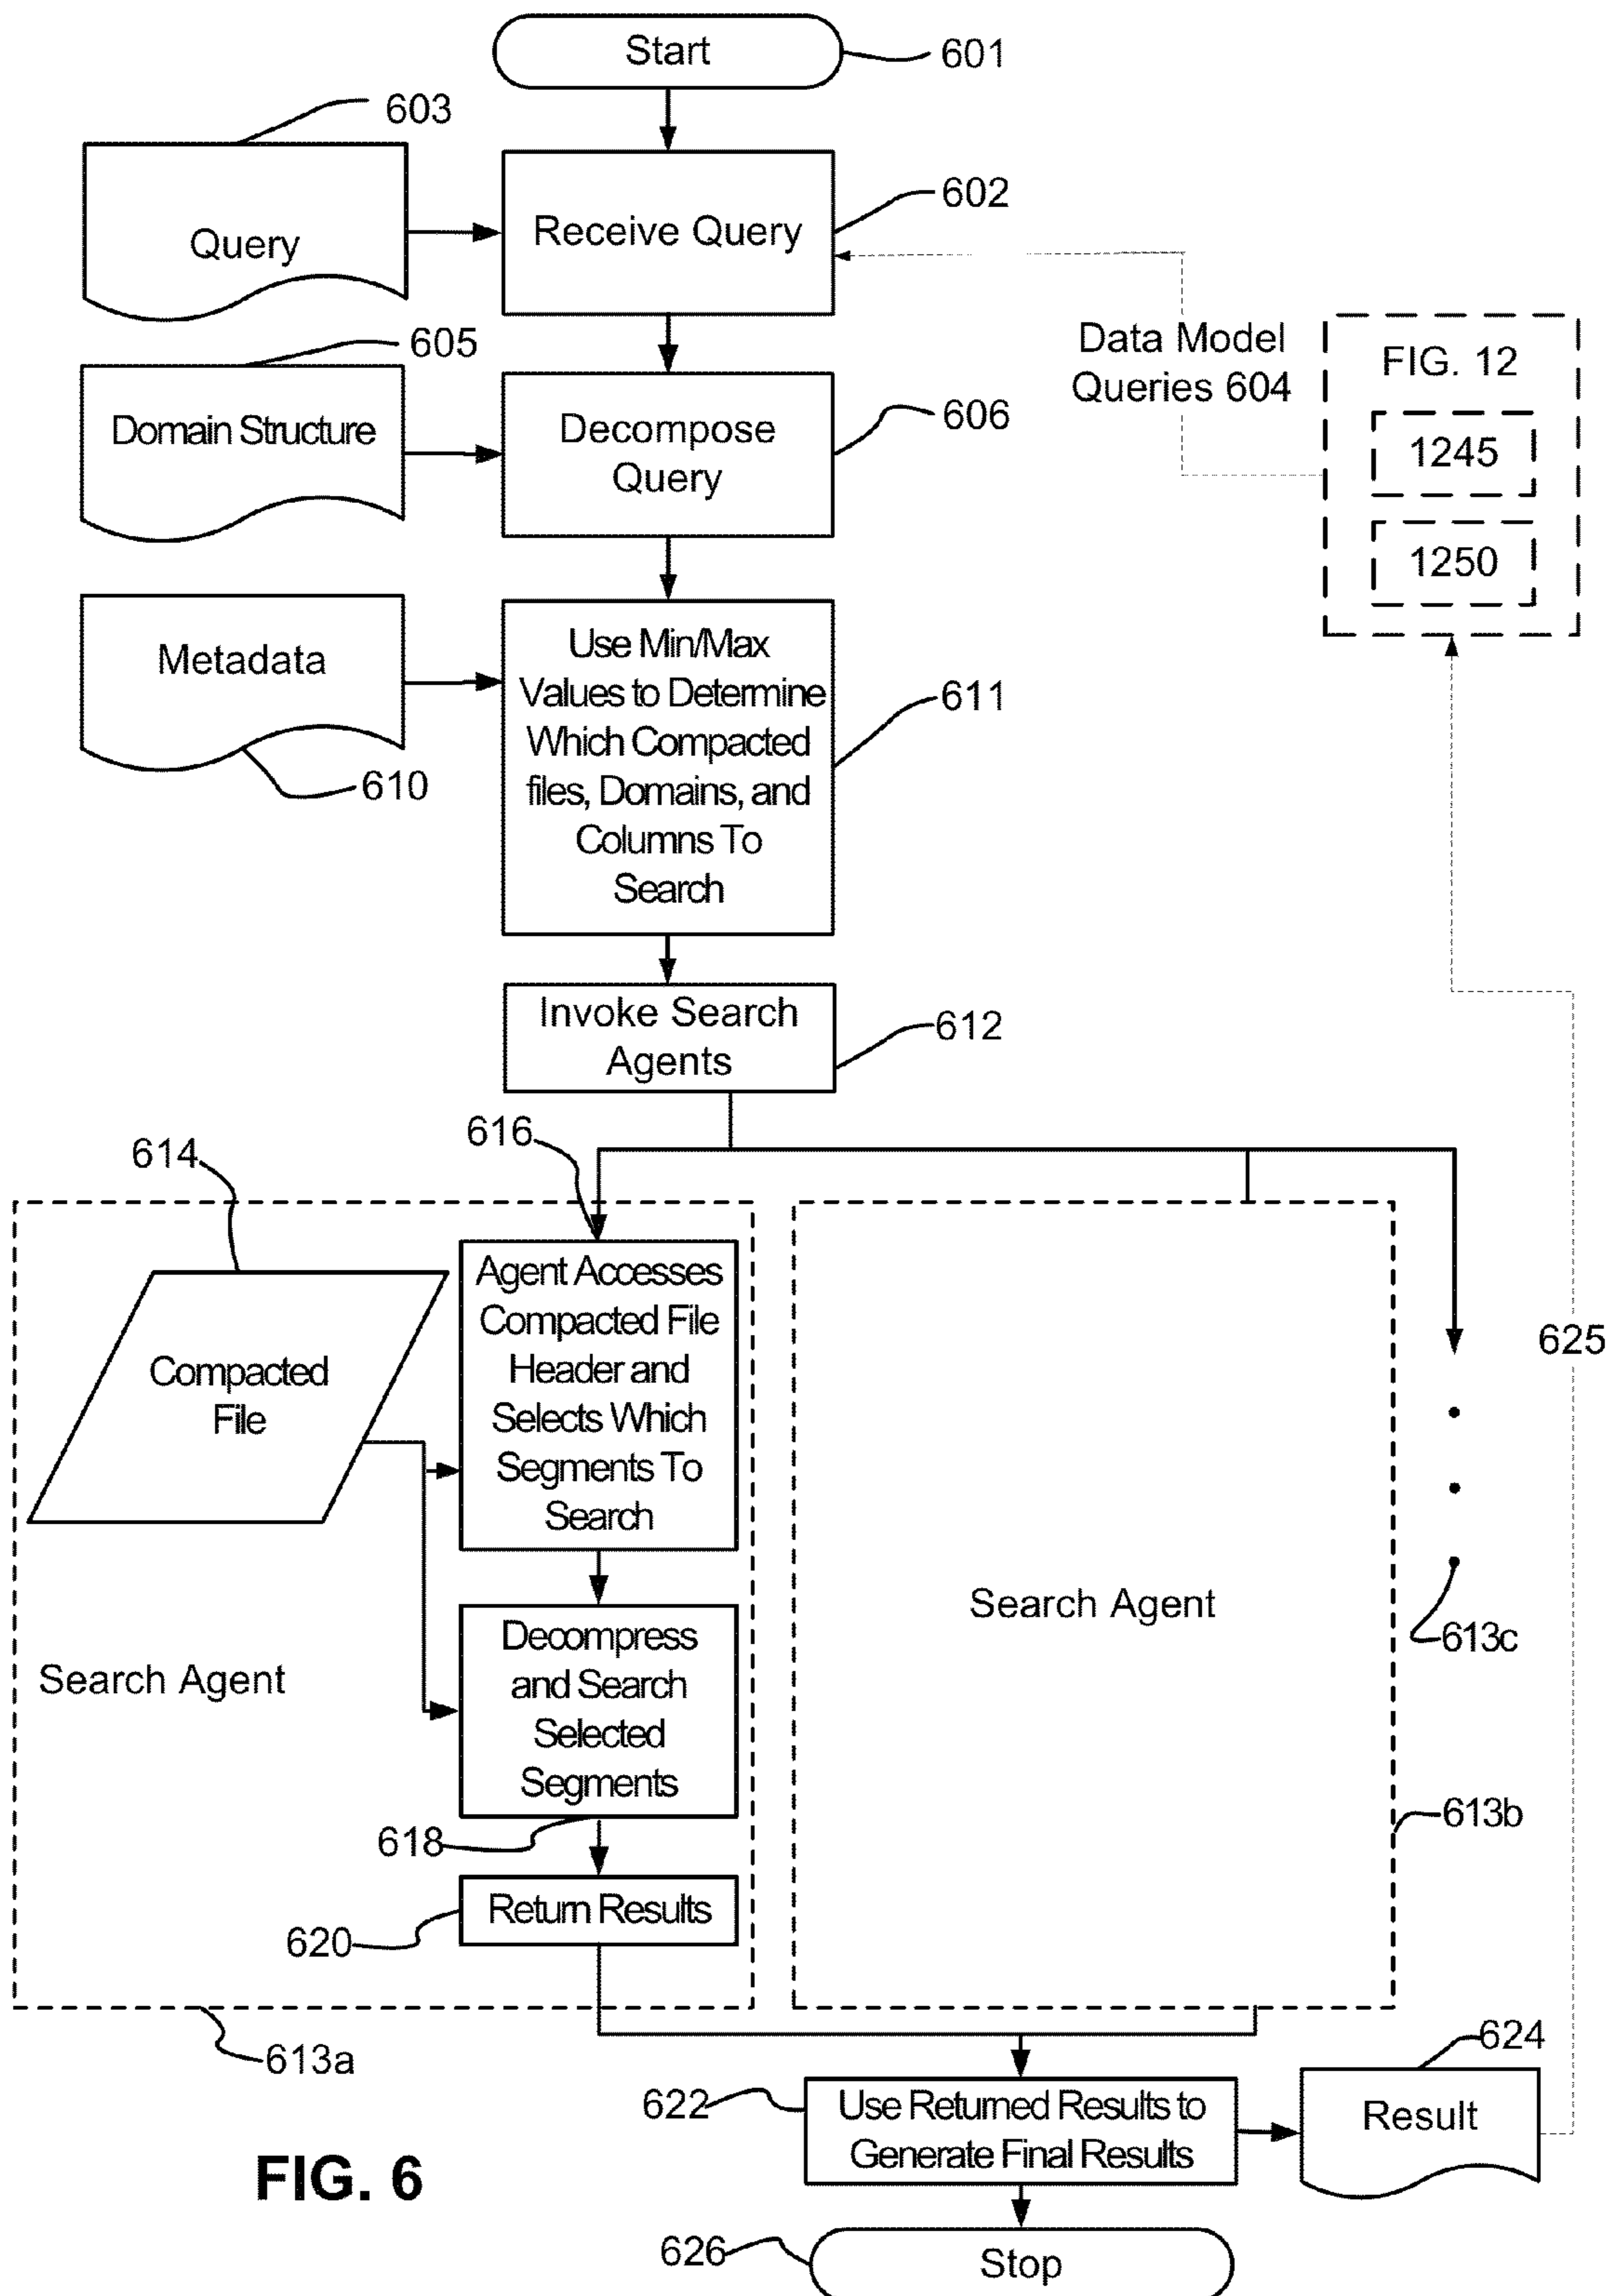 Start
601
603
Query
Receive Query
602
605
Domain Structure
Decompose
Query
606
Data Model
Queries 604
FIG. 12
1245
1250
Metadata
610
Use Min/Max
Values to Determine
Which Compacted
files, Domains, and
Columns To
Search
611
Invoke Search
Agents
612
614
616
Compacted
File
Agent Accesses
Compacted File
Header and
Selects Which
Segments To
Search
Search Agent
Decompress
and Search
Selected
Segments
618
Return Results
620
613a
Search Agent
613b
613c
625
622
Use Returned Results to
Generate Final Results
624
Result
626
Stop
FIG. 6